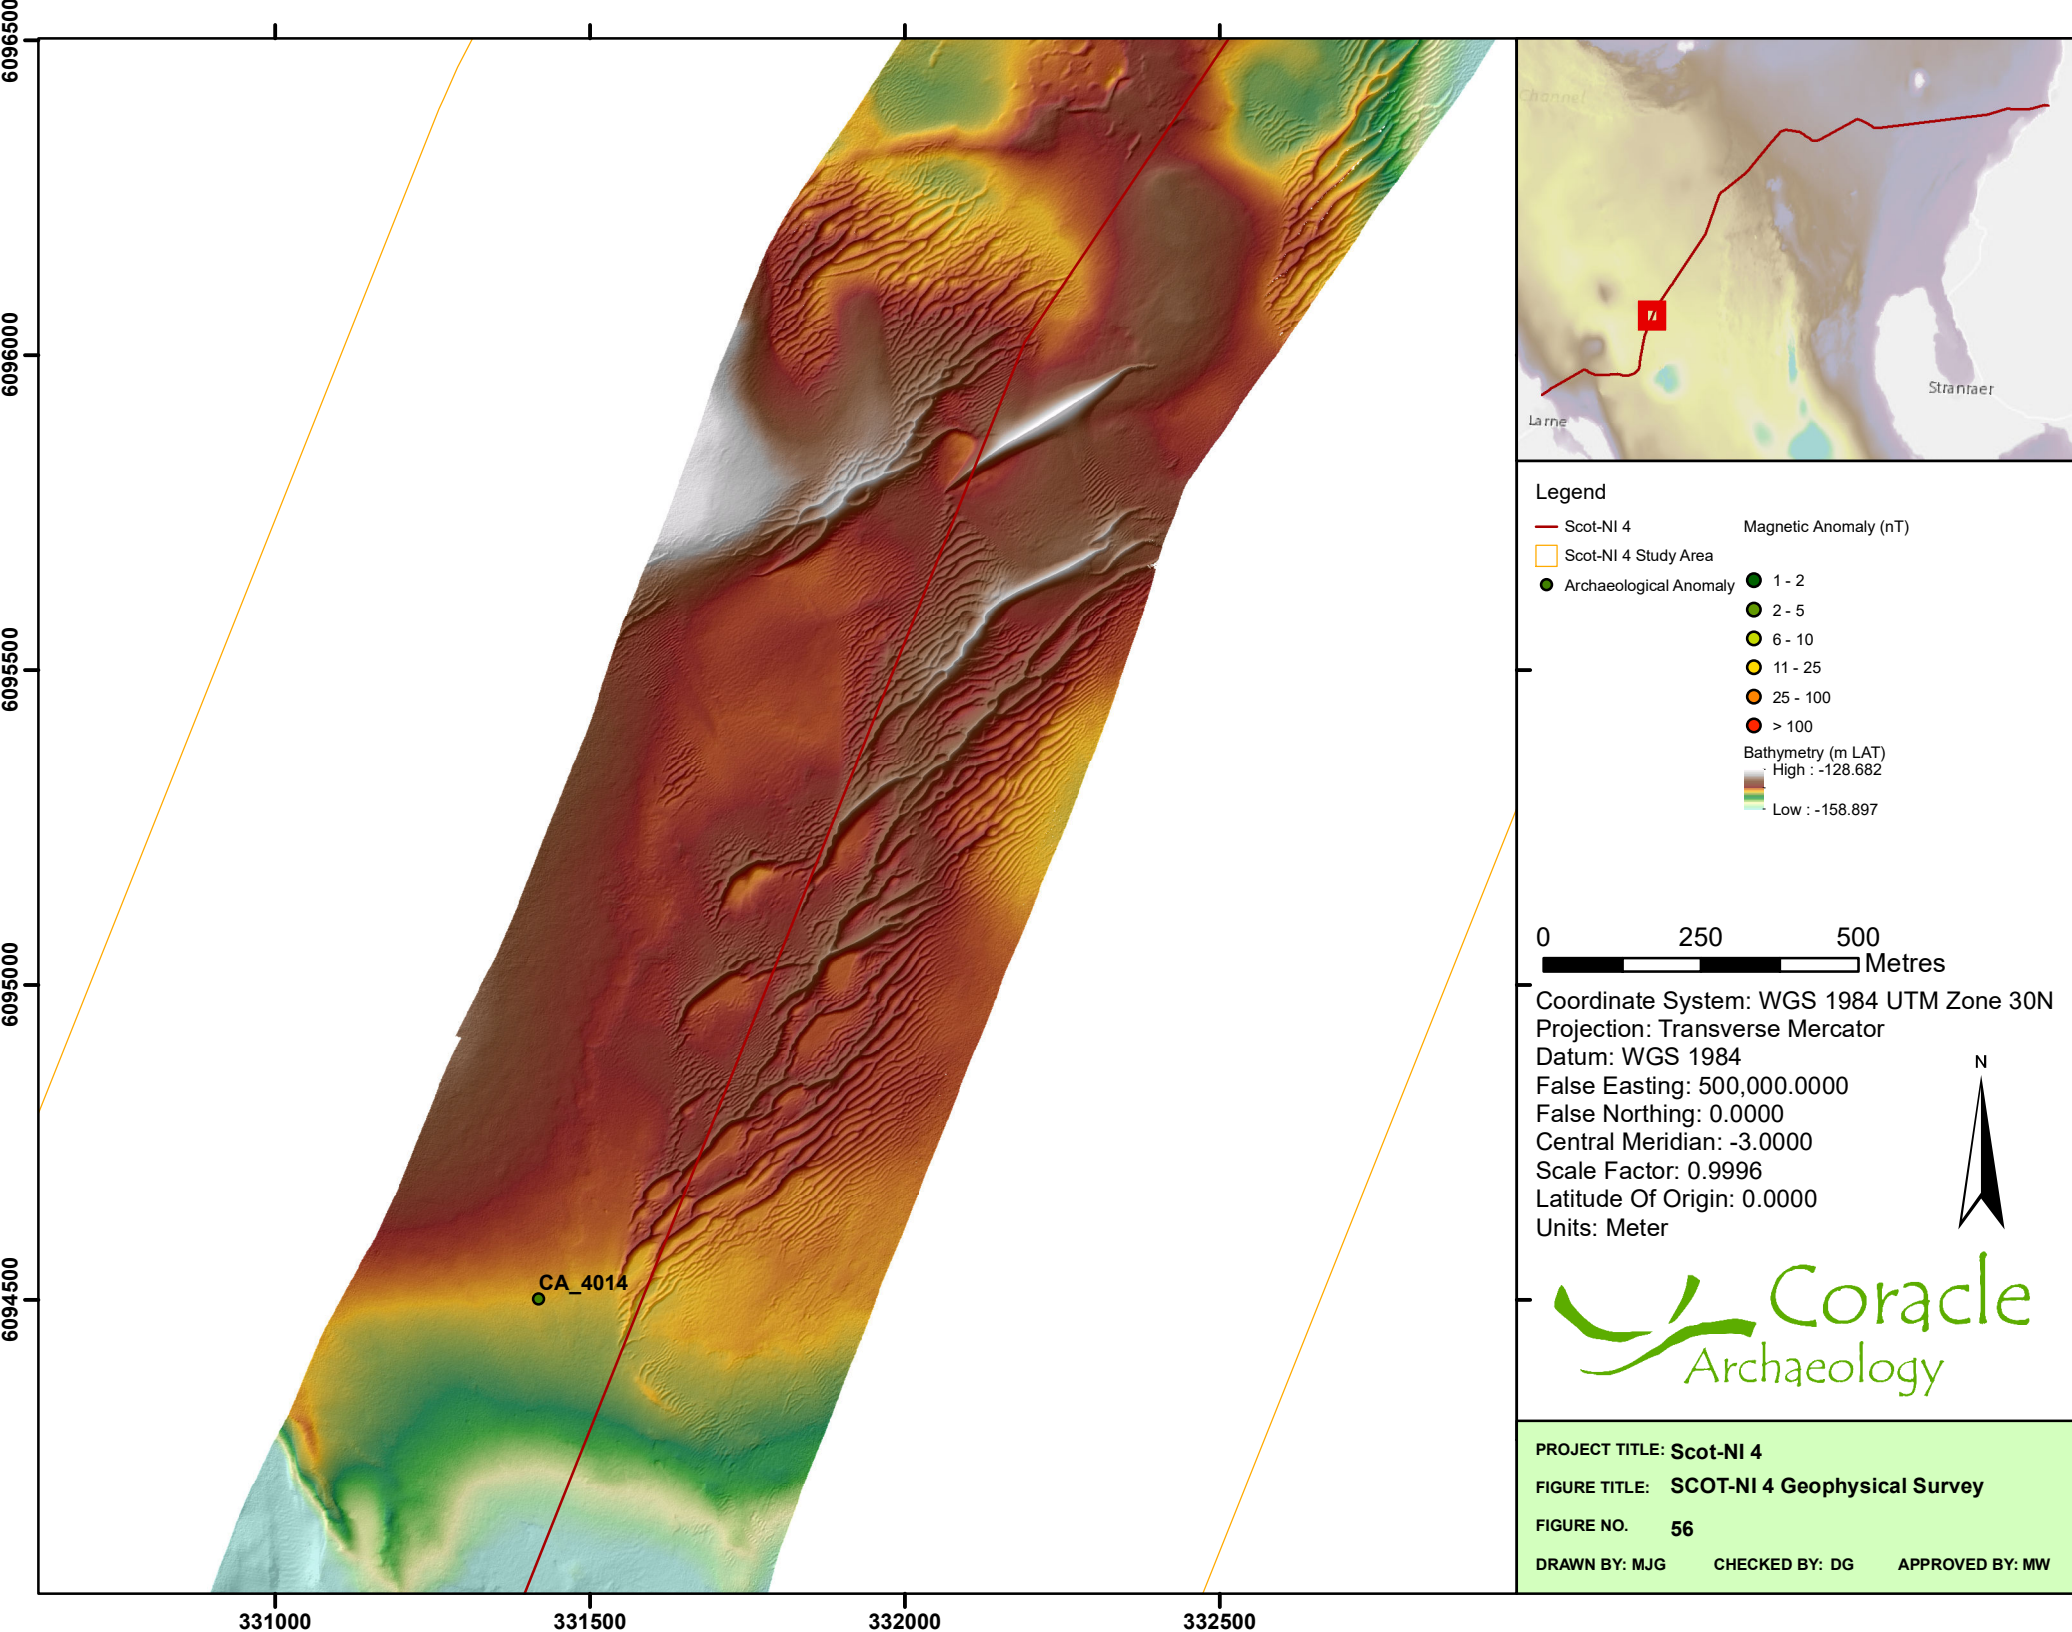 6096500
6096000
6095500
6095000
6094500
331000
331500
332000
332500
CA_4014
Channel
Stranraer
Larne
Legend
Scot-NI 4
Scot-NI 4 Study Area
Archaeological Anomaly
Magnetic Anomaly (nT)
1 - 2
2 - 5
6 - 10
11 - 25
25 - 100
> 100
Bathymetry (m LAT)
High : -128.682
Low : -158.897
0 250 500
Metres
Coordinate System: WGS 1984 UTM Zone 30N
Projection: Transverse Mercator
Datum: WGS 1984
False Easting: 500,000.0000
False Northing: 0.0000
Central Meridian: -3.0000
Scale Factor: 0.9996
Latitude Of Origin: 0.0000
Units: Meter
N
Coracle
Archaeology
PROJECT TITLE: Scot-NI 4
FIGURE TITLE: SCOT-NI 4 Geophysical Survey
FIGURE NO. 56
DRAWN BY: MJG CHECKED BY: DG APPROVED BY: MW